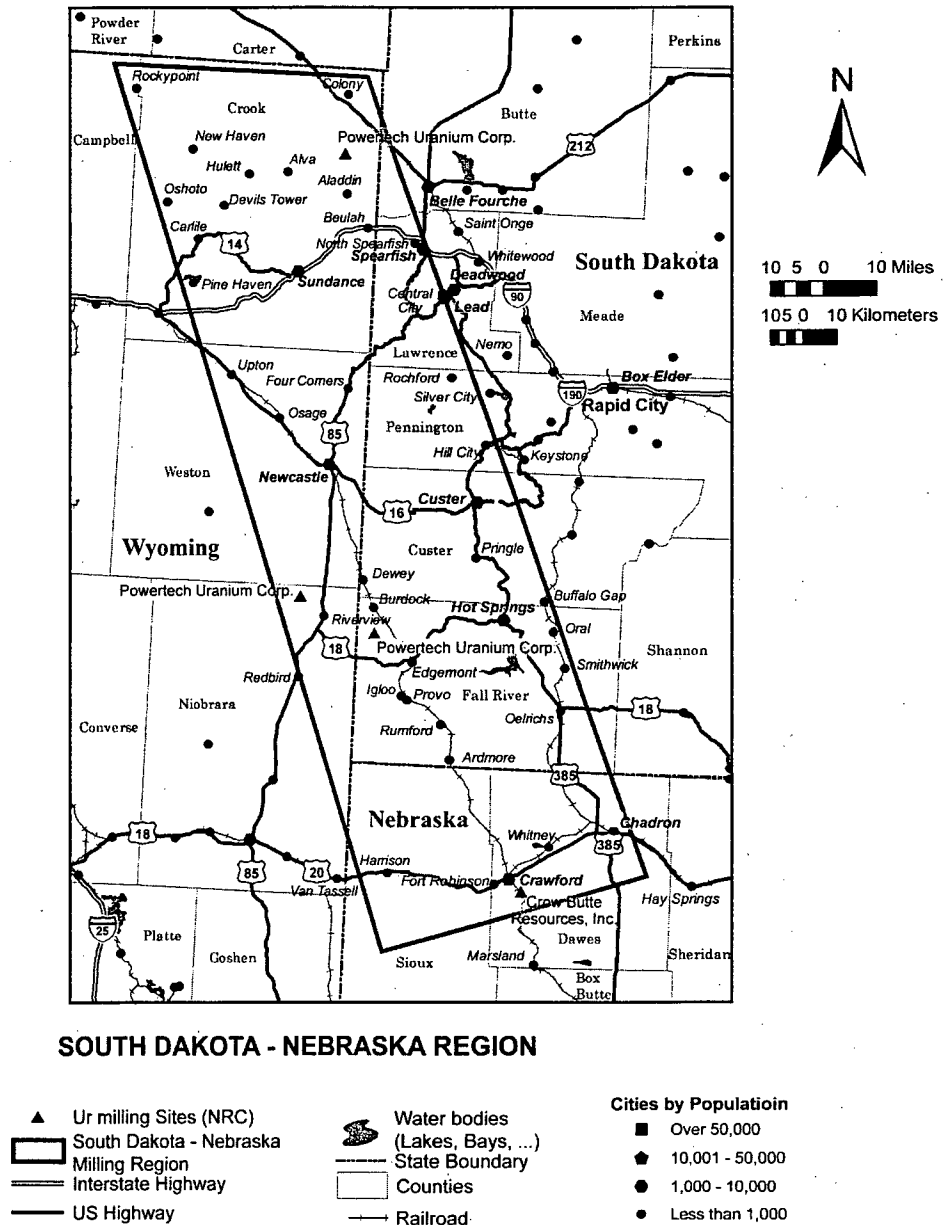 Powder
River
Carter
Perkins
Rockypoint
Colony
Crook
Butte
N
Campbell
New Haven
Powertech Uranium Corp.
212
Hulett
Alva
Oshoto
Devils Tower
Aladdin
Belle Fourche
Beulah
Saint Onge
Carlile
14
North Spearfish
Spearfish
Whitewood
South Dakota
10 5 0 10 Miles
Pine Haven
Sundance
Deadwood
Central
City
Lead
90
Meade
105 0 10 Kilometers
Nemo
Lawrence
Upton
Four Corners
Rochford
Box Elder
Silver City
190
Rapid City
Osage
Pennington
85
Hill City
Keystone
Weston
Newcastle
Custer
16
Wyoming
Custer
Pringle
Dewey
Powertech Uranium Corp.
Burdock
Buffalo Gap
Hot Springs
Riverview
Oral
18
Powertech Uranium Corp.
Shannon
Redbird
Edgemont
Smithwick
Igloo
Provo
Fall River
Niobrara
Oelrichs
18
Converse
Rumford
Ardmore
385
Nebraska
18
Whitney
Chadron
385
Harrison
85
20
Van Tassell
Fort Robinson
Crawford
Hay Springs
Crow Butte
Resources, Inc.
25
Platte
Goshen
Sioux
Marsland
Dawes
Sheridan
Box
Butte
SOUTH DAKOTA - NEBRASKA REGION
Ur milling Sites (NRC)
South Dakota - Nebraska
Milling Region
Interstate Highway
US Highway
Water bodies
(Lakes, Bays, ...)
State Boundary
Counties
Railroad
Cities by Populatioin
Over 50,000
10,001 - 50,000
1,000 - 10,000
Less than 1,000